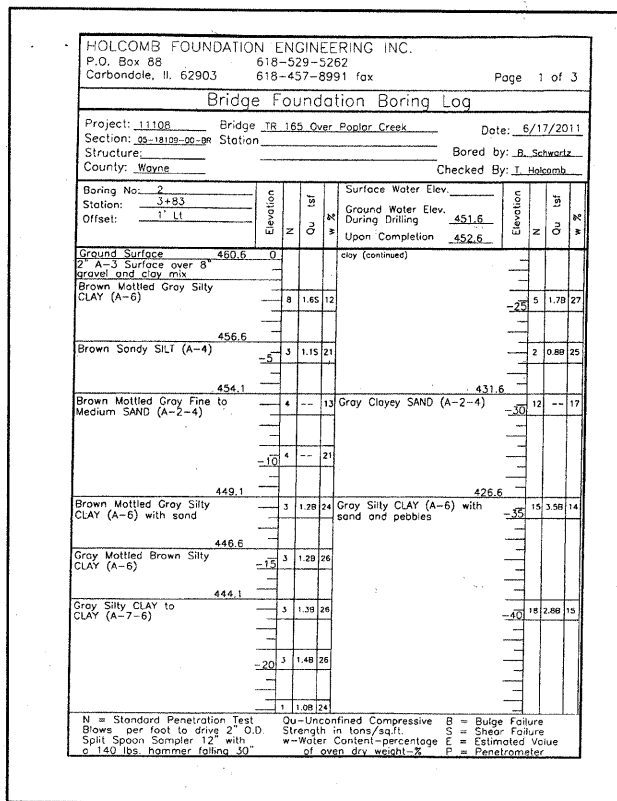 HOLCOMB FOUNDATION ENGINEERING INC.
P.O. Box 88 618-529-5262
Carbondale, Il. 62903 618-457-8991 fax Page 1 of 3
Bridge Foundation Boring Log
Project: 11108 Bridge TR 165 Over Poplar Creek Date: 6/17/2011
Section: 05-18109-00-BR Station
Structure: Bored by: B. Schwartz
County: Wayne Checked By: T. Holcomb
Boring No: 2
Station: 3+83
Offset: 1' Lt
Elevation N Qu tsf w %
Surface Water Elev.
Ground Water Elev.
During Drilling 451.6
Upon Completion 452.6
Elevation N Qu tsf w %
Ground Surface 460.6 0
2" A-3 Surface over 8"
gravel and clay mix
Brown Mottled Gray Silty
CLAY (A-6)
8 1.6S 12
456.6
Brown Sandy SILT (A-4)
-5 3 1.1S 21
454.1
Brown Mottled Gray Fine to
Medium SAND (A-2-4)
4 -- 13
-10 4 -- 21
449.1
Brown Mottled Gray Silty
CLAY (A-6) with sand
3 1.2B 24
446.6
Gray Mottled Brown Silty
CLAY (A-6)
-15 3 1.2B 26
444.1
Gray Silty CLAY to
CLAY (A-7-6)
3 1.3B 26
-20 3 1.4B 26
1 1.0B 24
clay (continued)
-25 5 1.7B 27
2 0.8B 25
431.6
Gray Clayey SAND (A-2-4)
-30 12 -- 17
426.6
Gray Silty CLAY (A-6) with
sand and pebbles
-35 15 3.5B 14
-40 18 2.8B 15
N = Standard Penetration Test
Blows per foot to drive 2" O.D.
Split Spoon Sampler 12" with
a 140 lbs. hammer falling 30"
Qu-Unconfined Compressive
Strength in tons/sq.ft.
w-Water Content-percentage
of oven dry weight-%
B = Bulge Failure
S = Shear Failure
E = Estimated Value
P = Penetrometer